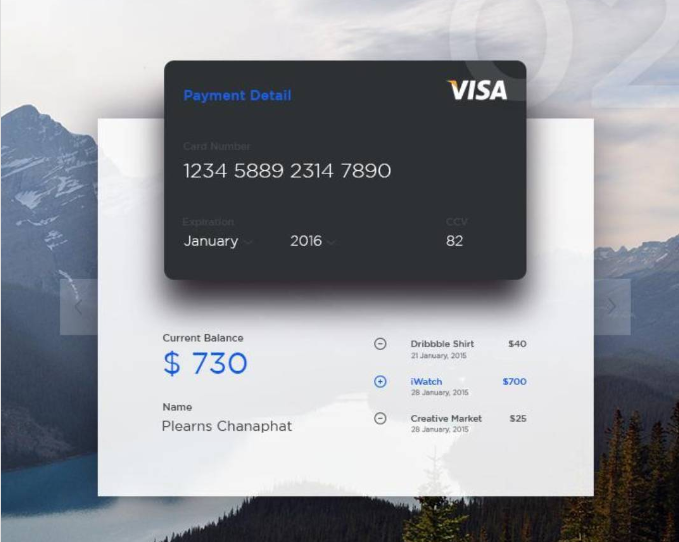 02
Payment Detail
VISA
Card Number
1234 5889 2314 7890
Expiration
CCV
January
2016
82
Current Balance
$ 730
Name
Plearns Chanaphat
Dribbble Shirt $40
21 January, 2015
iWatch $700
28 January, 2015
Creative Market $25
28 January, 2015